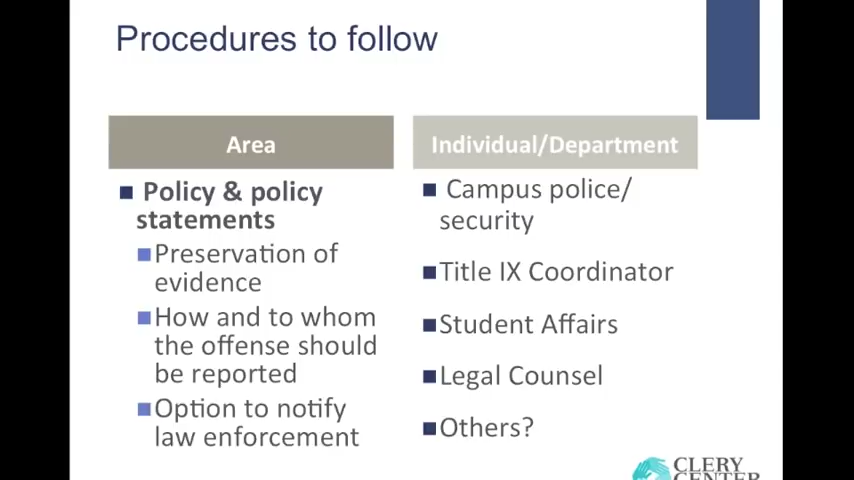 Procedures to follow
Area
Individual/Department
Policy & policy
statements
Preservation of
evidence
How and to whom
the offense should
be reported
Option to notify
law enforcement
Campus police/
security
Title IX Coordinator
Student Affairs
Legal Counsel
Others?
CLERY
CENTER